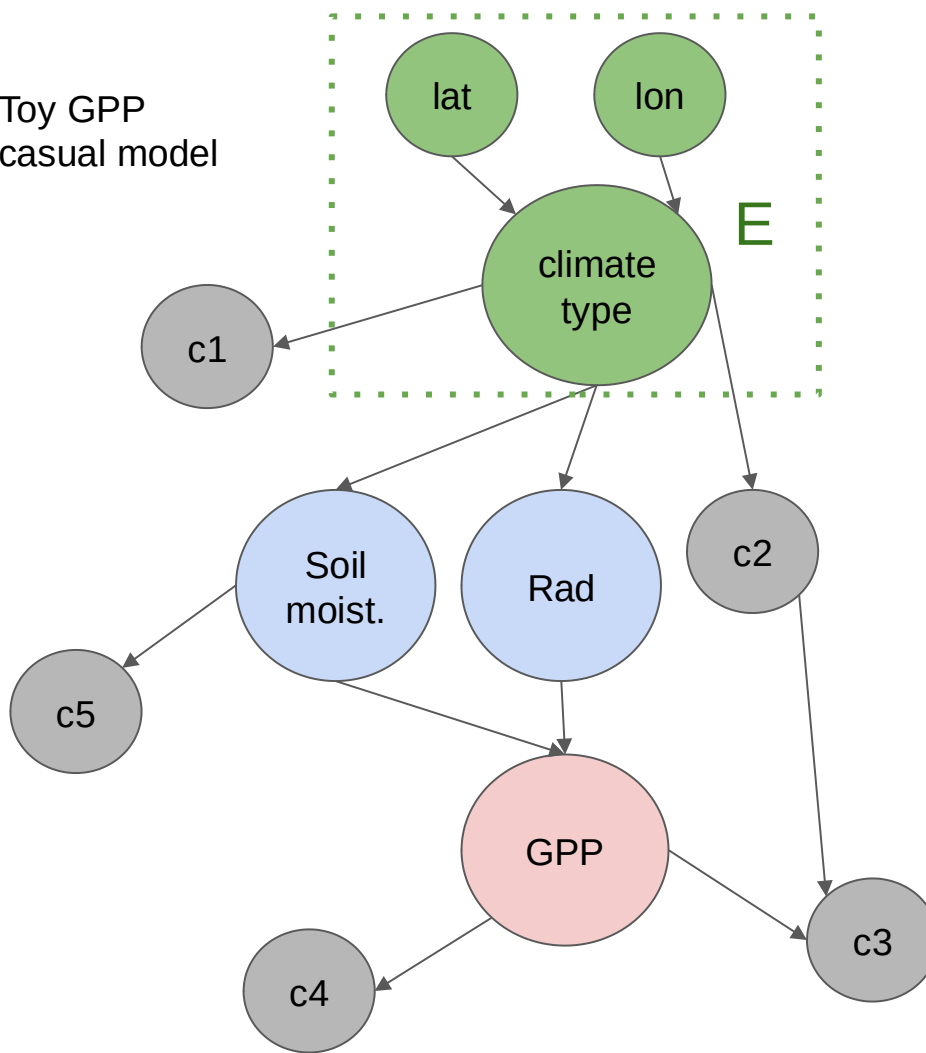 Toy GPP
casual model
lat
lon
E
climate
type
c1
c2
Soil
moist.
Rad
c5
GPP
c3
c4